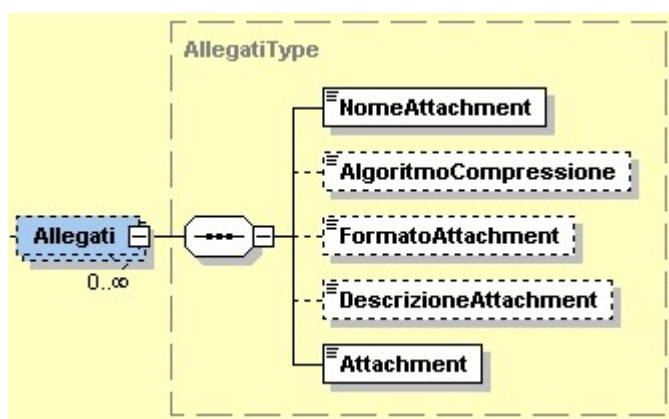 AllegatiType
NomeAttachment
AlgoritmoCompressione
Allegati
FormatoAttachment
0..∞
DescrizioneAttachment
Attachment